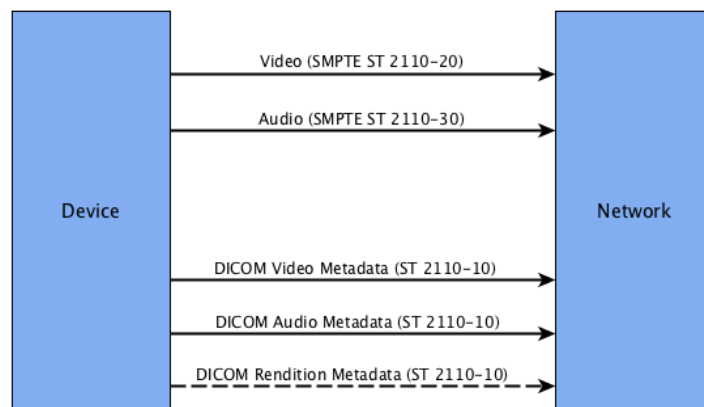 Video (SMPTE ST 2110-20)
Audio (SMPTE ST 2110-30)
Device
Network
DICOM Video Metadata (ST 2110-10)
DICOM Audio Metadata (ST 2110-10)
DICOM Rendition Metadata (ST 2110-10)